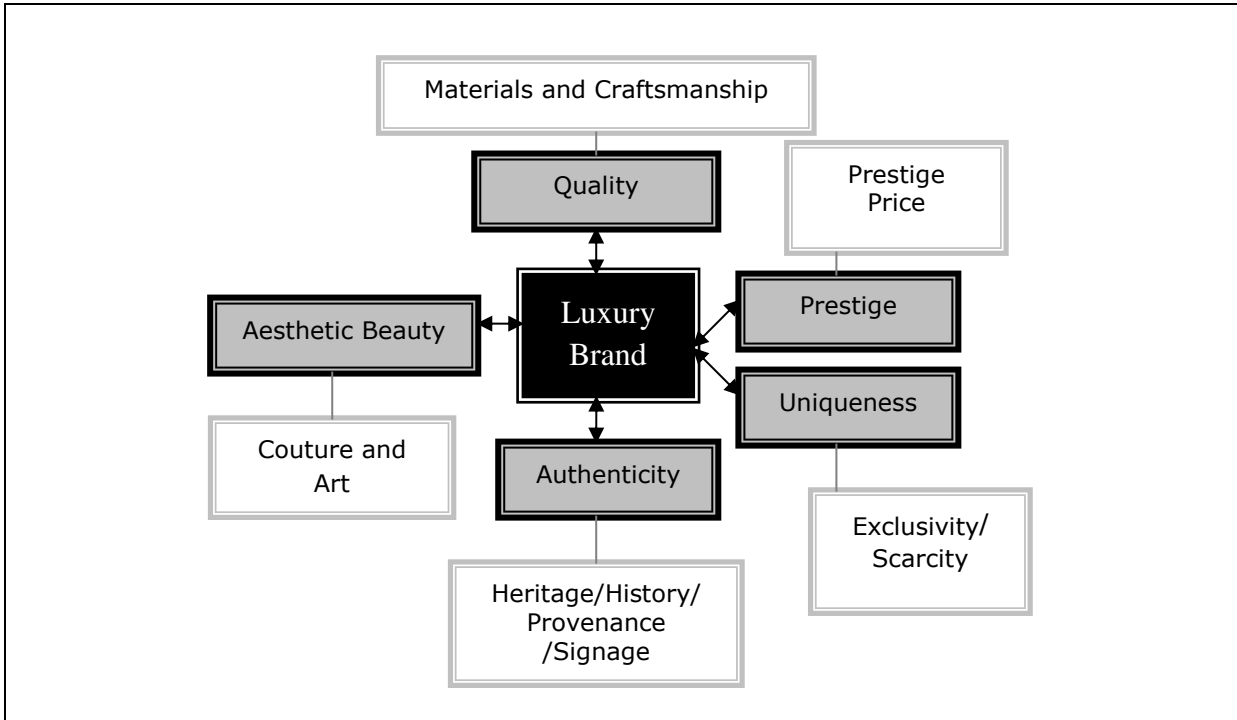 Materials and Craftsmanship
Quality
Prestige
Price
Prestige
Luxury
Brand
Aesthetic Beauty
Uniqueness
Couture and
Art
Authenticity
Exclusivity/
Scarcity
Heritage/History/
Provenance
/Signage